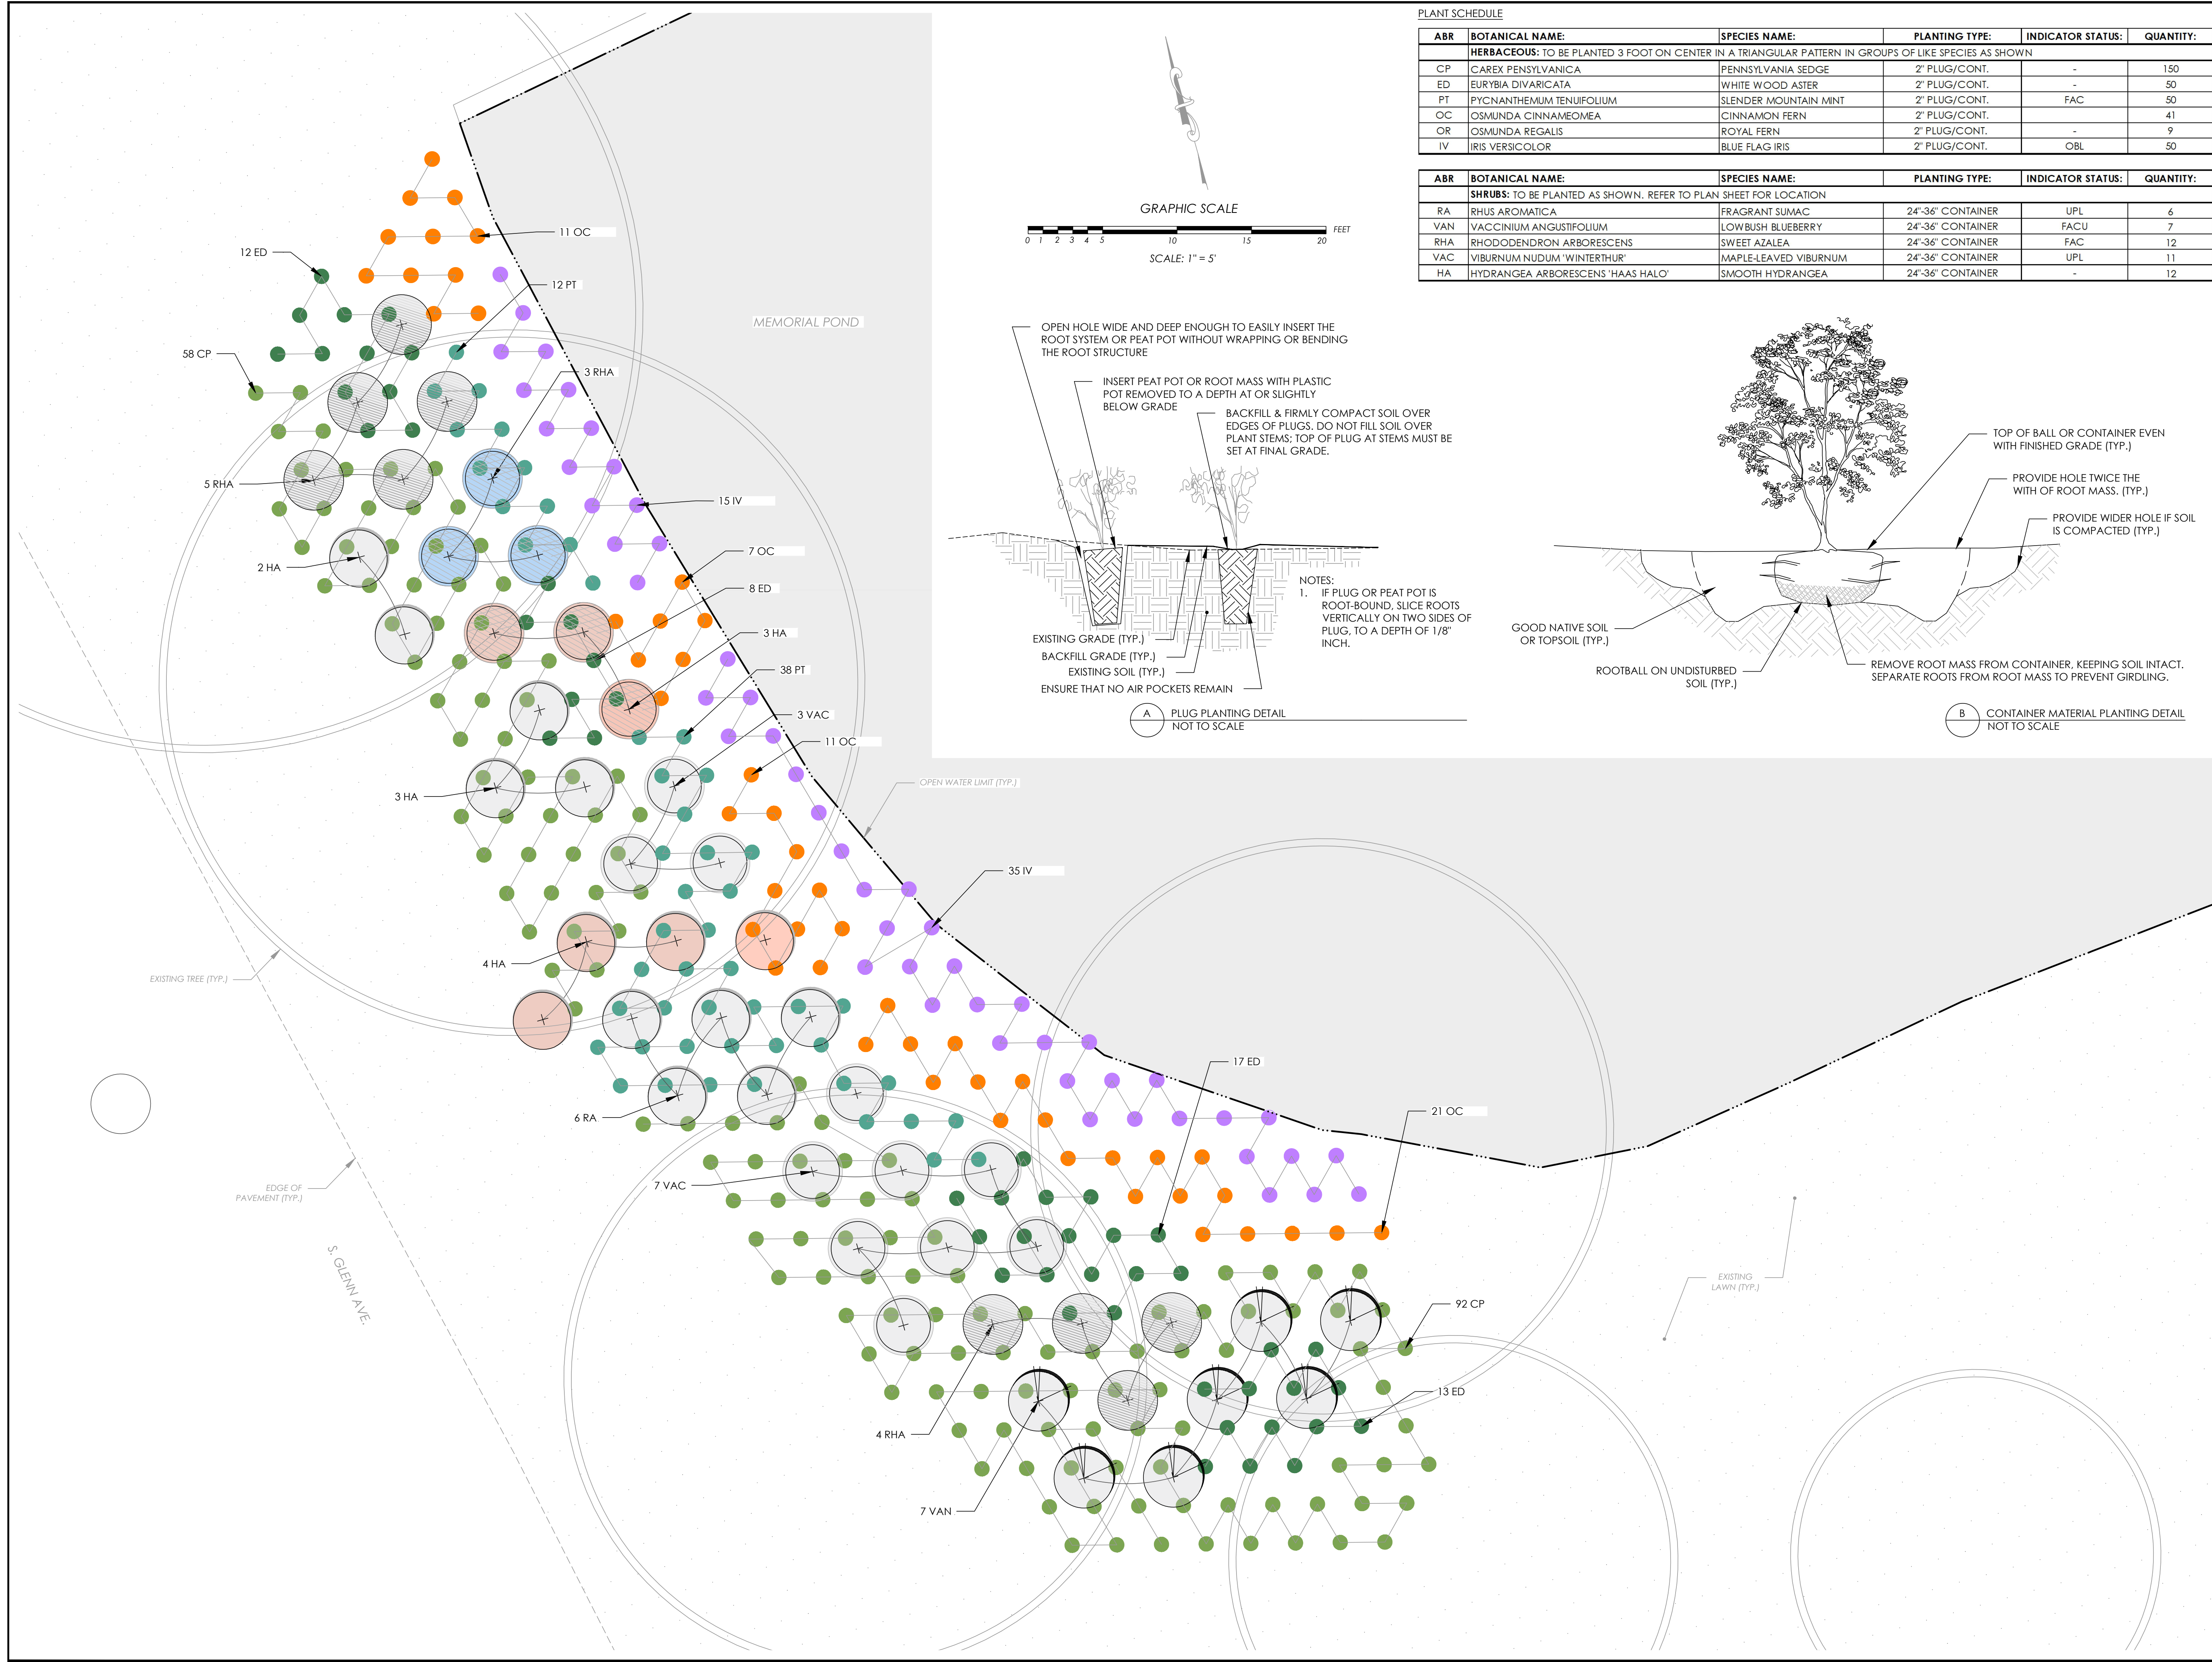 PLANT SCHEDULE
ABR BOTANICAL NAME: SPECIES NAME: PLANTING TYPE: INDICATOR STATUS: QUANTITY:
HERBACEOUS: TO BE PLANTED 3 FOOT ON CENTER IN A TRIANGULAR PATTERN IN GROUPS OF LIKE SPECIES AS SHOWN
CP CAREX PENSYLVANICA PENNSYLVANIA SEDGE 2" PLUG/CONT. - 150
ED EURYBIA DIVARICATA WHITE WOOD ASTER 2" PLUG/CONT. - 50
PT PYCNANTHEMUM TENUIFOLIUM SLENDER MOUNTAIN MINT 2" PLUG/CONT. FAC 50
OC OSMUNDA CINNAMEOMEA CINNAMON FERN 2" PLUG/CONT. 41
OR OSMUNDA REGALIS ROYAL FERN 2" PLUG/CONT. - 9
IV IRIS VERSICOLOR BLUE FLAG IRIS 2" PLUG/CONT. OBL 50
ABR BOTANICAL NAME: SPECIES NAME: PLANTING TYPE: INDICATOR STATUS: QUANTITY:
SHRUBS: TO BE PLANTED AS SHOWN. REFER TO PLAN SHEET FOR LOCATION
RA RHUS AROMATICA FRAGRANT SUMAC 24"-36" CONTAINER UPL 6
VAN VACCINIUM ANGUSTIFOLIUM LOWBUSH BLUEBERRY 24"-36" CONTAINER FACU 7
RHA RHODODENDRON ARBORESCENS SWEET AZALEA 24"-36" CONTAINER FAC 12
VAC VIBURNUM NUDUM 'WINTERTHUR' MAPLE-LEAVED VIBURNUM 24"-36" CONTAINER UPL 11
HA HYDRANGEA ARBORESCENS 'HAAS HALO' SMOOTH HYDRANGEA 24"-36" CONTAINER - 12
GRAPHIC SCALE
0 1 2 3 4 5 10 15 20 FEET
SCALE: 1" = 5'
MEMORIAL POND
11 OC
12 ED
12 PT
58 CP
3 RHA
5 RHA
15 IV
7 OC
2 HA
8 ED
3 HA
38 PT
3 VAC
11 OC
3 HA
OPEN WATER LIMIT (TYP.)
35 IV
4 HA
EXISTING TREE (TYP.)
17 ED
21 OC
6 RA
7 VAC
EDGE OF
PAVEMENT (TYP.)
S. GLENN AVE.
EXISTING
LAWN (TYP.)
92 CP
13 ED
4 RHA
7 VAN
OPEN HOLE WIDE AND DEEP ENOUGH TO EASILY INSERT THE
ROOT SYSTEM OR PEAT POT WITHOUT WRAPPING OR BENDING
THE ROOT STRUCTURE
INSERT PEAT POT OR ROOT MASS WITH PLASTIC
POT REMOVED TO A DEPTH AT OR SLIGHTLY
BELOW GRADE
BACKFILL & FIRMLY COMPACT SOIL OVER
EDGES OF PLUGS. DO NOT FILL SOIL OVER
PLANT STEMS; TOP OF PLUG AT STEMS MUST BE
SET AT FINAL GRADE.
NOTES:
1. IF PLUG OR PEAT POT IS
ROOT-BOUND, SLICE ROOTS
VERTICALLY ON TWO SIDES OF
PLUG, TO A DEPTH OF 1/8"
INCH.
EXISTING GRADE (TYP.)
BACKFILL GRADE (TYP.)
EXISTING SOIL (TYP.)
ENSURE THAT NO AIR POCKETS REMAIN
A PLUG PLANTING DETAIL
NOT TO SCALE
TOP OF BALL OR CONTAINER EVEN
WITH FINISHED GRADE (TYP.)
PROVIDE HOLE TWICE THE
WITH OF ROOT MASS. (TYP.)
PROVIDE WIDER HOLE IF SOIL
IS COMPACTED (TYP.)
GOOD NATIVE SOIL
OR TOPSOIL (TYP.)
ROOTBALL ON UNDISTURBED
SOIL (TYP.)
REMOVE ROOT MASS FROM CONTAINER, KEEPING SOIL INTACT.
SEPARATE ROOTS FROM ROOT MASS TO PREVENT GIRDLING.
B CONTAINER MATERIAL PLANTING DETAIL
NOT TO SCALE